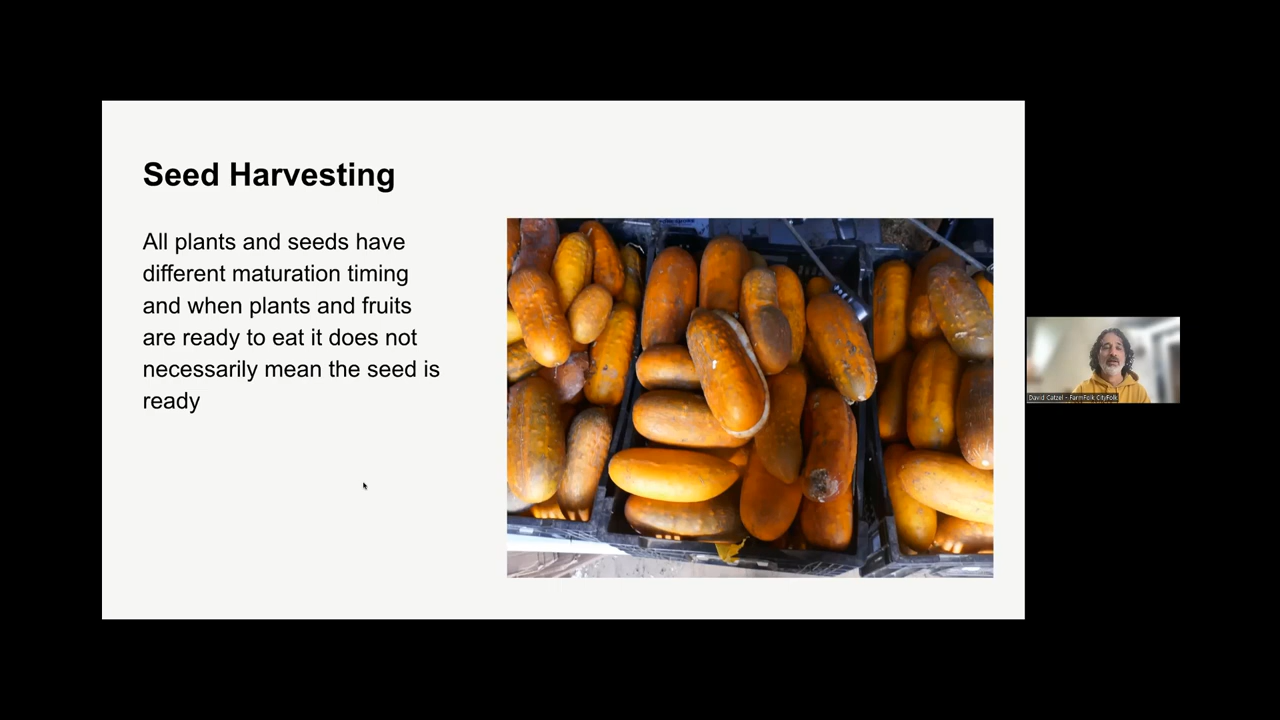 Seed Harvesting
All plants and seeds have
different maturation timing
and when plants and fruits
are ready to eat it does not
necessarily mean the seed is
ready
David Catzel - FarmFolk CityFolk